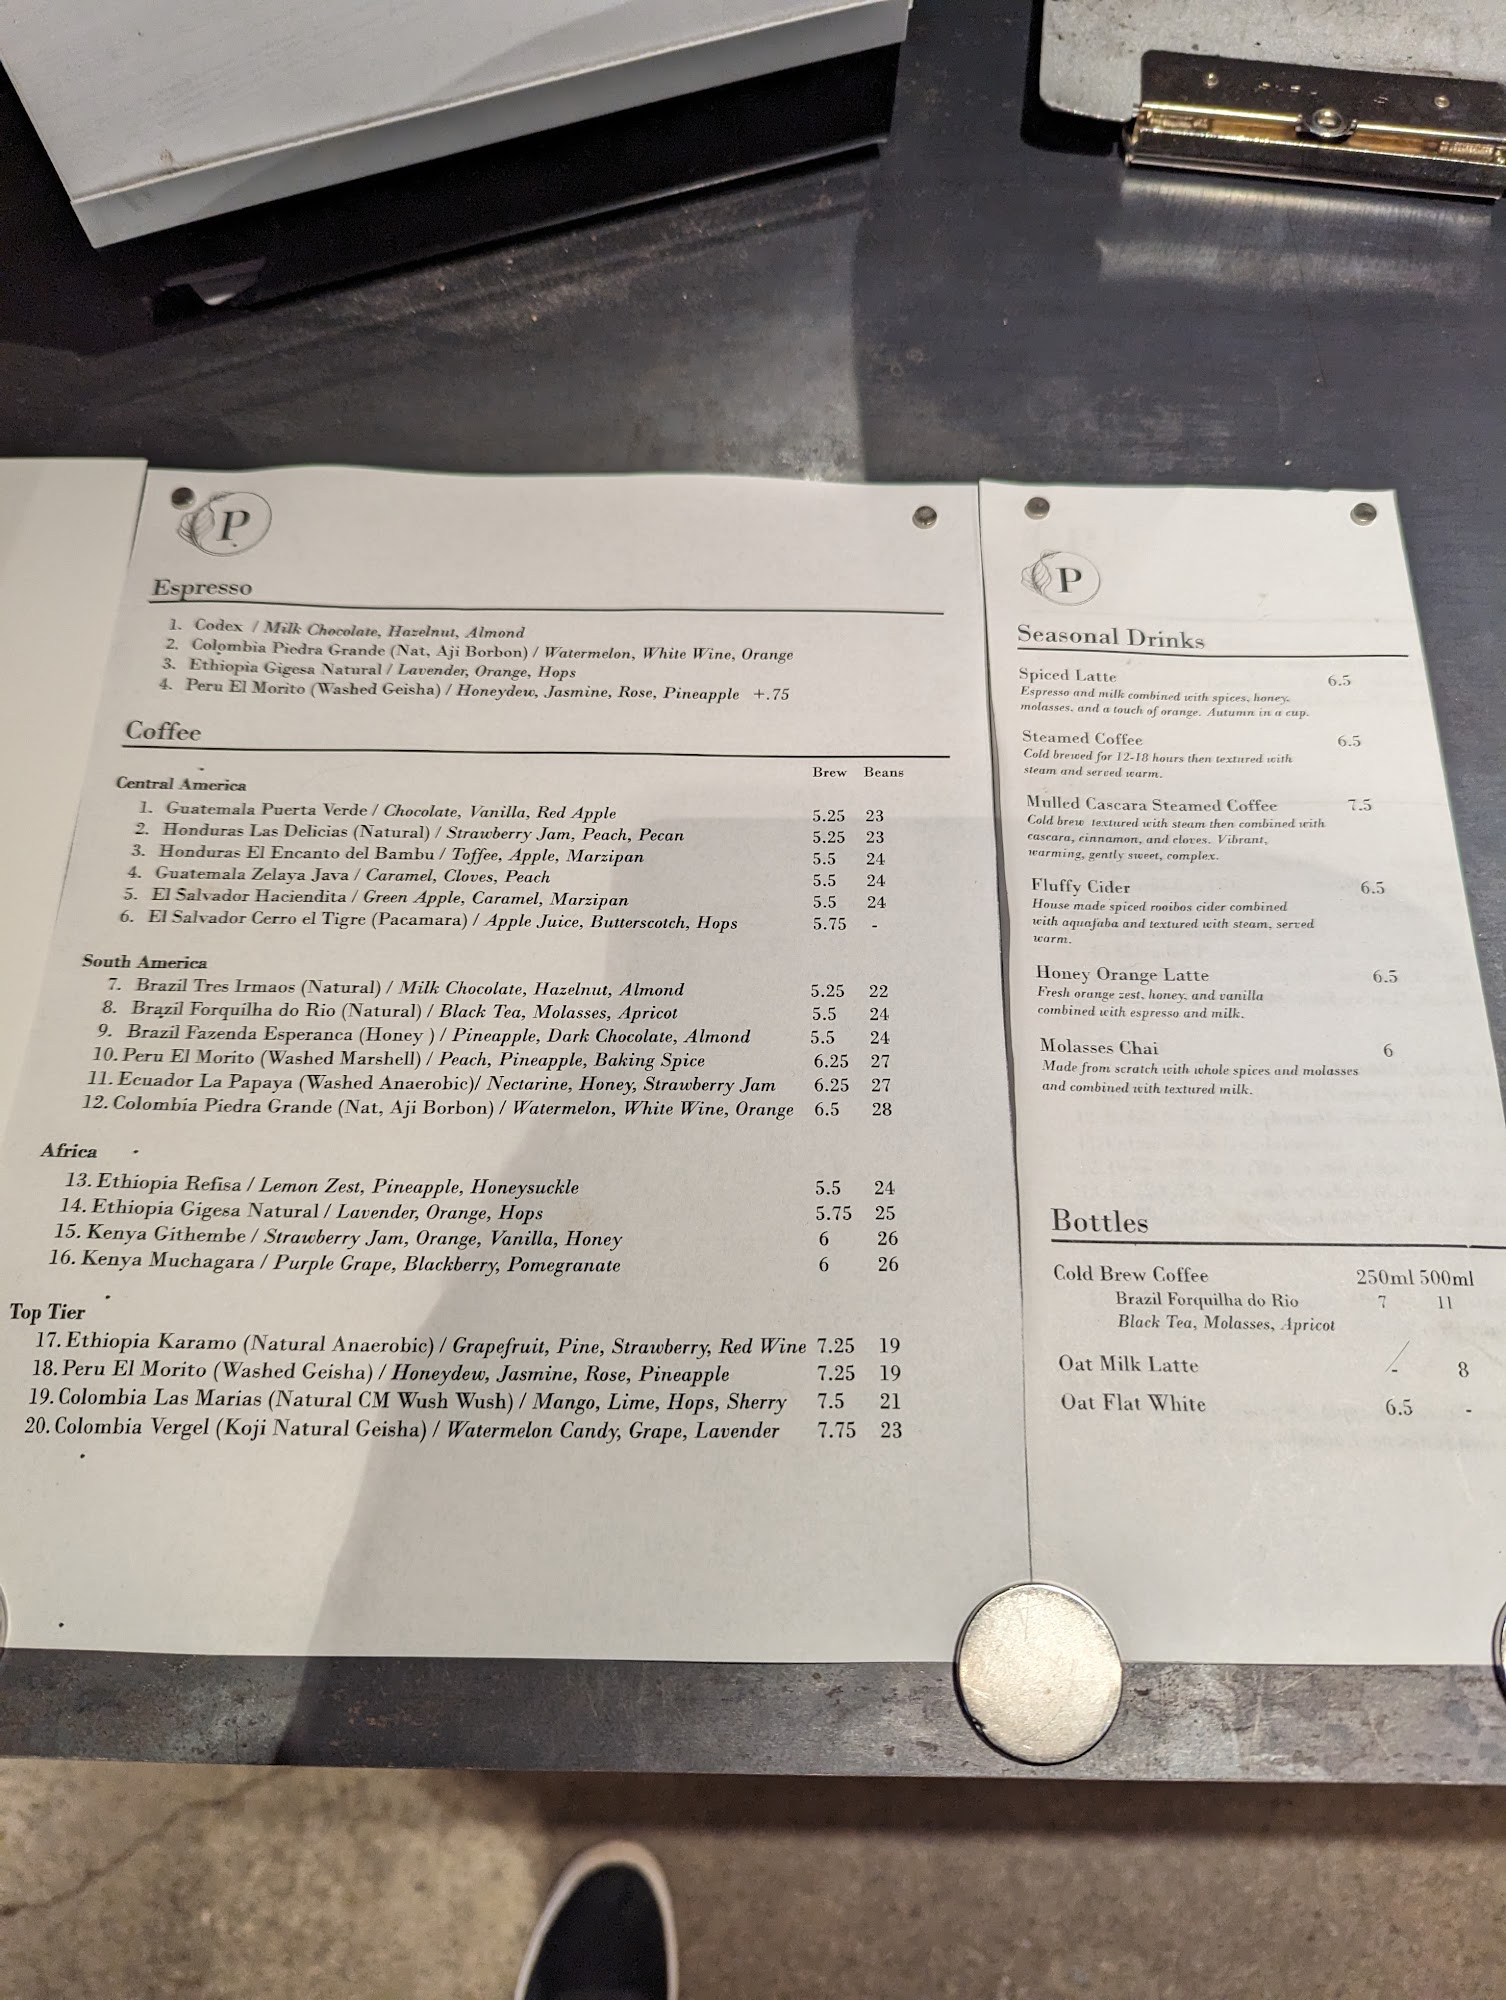 P
Espresso
1. Codex / Milk Chocolate, Hazelnut, Almond
2. Colombia Piedra Grande (Nat, Aji Borbon) / Watermelon, White Wine, Orange
3. Ethiopia Gigesa Natural / Lavender, Orange, Hops
4. Peru El Morito (Washed Geisha) / Honeydew, Jasmine, Rose, Pineapple +.75
Coffee
Brew Beans
Central America
1. Guatemala Puerta Verde / Chocolate, Vanilla, Red Apple 5.25 23
2. Honduras Las Delicias (Natural) / Strawberry Jam, Peach, Pecan 5.25 23
3. Honduras El Encanto del Bambu / Toffee, Apple, Marzipan 5.5 24
4. Guatemala Zelaya Java / Caramel, Cloves, Peach 5.5 24
5. El Salvador Haciendita / Green Apple, Caramel, Marzipan 5.5 24
6. El Salvador Cerro el Tigre (Pacamara) / Apple Juice, Butterscotch, Hops 5.75 -
South America
7. Brazil Tres Irmaos (Natural) / Milk Chocolate, Hazelnut, Almond 5.25 22
8. Brazil Forquilha do Rio (Natural) / Black Tea, Molasses, Apricot 5.5 24
9. Brazil Fazenda Esperanca (Honey ) / Pineapple, Dark Chocolate, Almond 5.5 24
10. Peru El Morito (Washed Marshell) / Peach, Pineapple, Baking Spice 6.25 27
11. Ecuador La Papaya (Washed Anaerobic)/ Nectarine, Honey, Strawberry Jam 6.25 27
12. Colombia Piedra Grande (Nat, Aji Borbon) / Watermelon, White Wine, Orange 6.5 28
Africa
13. Ethiopia Refisa / Lemon Zest, Pineapple, Honeysuckle 5.5 24
14. Ethiopia Gigesa Natural / Lavender, Orange, Hops 5.75 25
15. Kenya Githembe / Strawberry Jam, Orange, Vanilla, Honey 6 26
16. Kenya Muchagara / Purple Grape, Blackberry, Pomegranate 6 26
Top Tier
17. Ethiopia Karamo (Natural Anaerobic) / Grapefruit, Pine, Strawberry, Red Wine 7.25 19
18. Peru El Morito (Washed Geisha) / Honeydew, Jasmine, Rose, Pineapple 7.25 19
19. Colombia Las Marias (Natural CM Wush Wush) / Mango, Lime, Hops, Sherry 7.5 21
20. Colombia Vergel (Koji Natural Geisha) / Watermelon Candy, Grape, Lavender 7.75 23
P
Seasonal Drinks
Spiced Latte 6.5
Espresso and milk combined with spices, honey,
molasses, and a touch of orange. Autumn in a cup.
Steamed Coffee 6.5
Cold brewed for 12-18 hours then textured with
steam and served warm.
Mulled Cascara Steamed Coffee 7.5
Cold brew textured with steam then combined with
cascara, cinnamon, and cloves. Vibrant,
warming, gently sweet, complex.
Fluffy Cider 6.5
House made spiced rooibos cider combined
with aquafaba and textured with steam, served
warm.
Honey Orange Latte 6.5
Fresh orange zest, honey, and vanilla
combined with espresso and milk.
Molasses Chai 6
Made from scratch with whole spices and molasses
and combined with textured milk.
Bottles
Cold Brew Coffee 250ml 500ml
Brazil Forquilha do Rio 7 11
Black Tea, Molasses, Apricot
Oat Milk Latte - 8
Oat Flat White 6.5 -